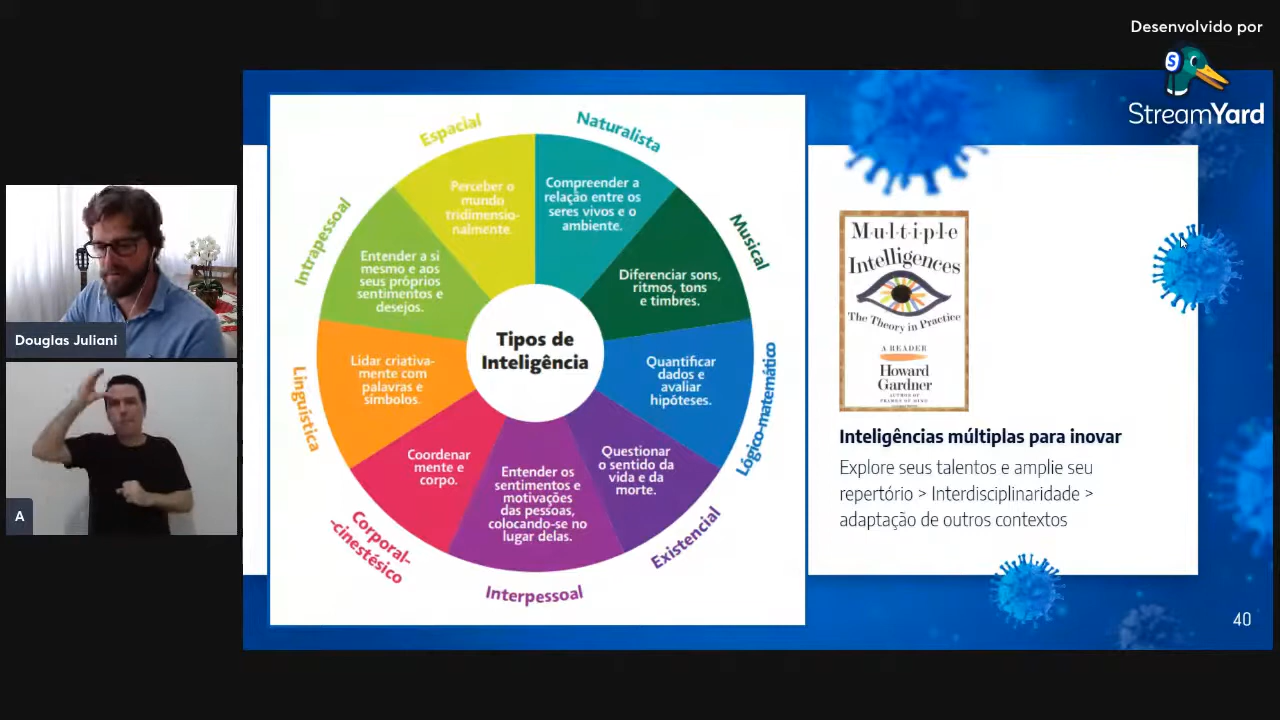 Desenvolvido por
S
StreamYard
Douglas Juliani
A
Tipos de
Inteligência
Naturalista
Compreender a
relação entre os
seres vivos e o
ambiente.
Musical
Diferenciar sons,
ritmos, tons
e timbres.
Lógico-matemático
Quantificar
dados e
avaliar
hipóteses.
Existencial
Questionar
o sentido da
vida e da
morte.
Interpessoal
Entender os
sentimentos e
motivações
das pessoas,
colocando-se no
lugar delas.
Corporal-
-cinestésico
Coordenar
mente e
corpo.
Linguística
Lidar criativa-
mente com
palavras e
símbolos.
Intrapessoal
Entender a si
mesmo e aos
seus próprios
sentimentos e
desejos.
Espacial
Perceber o
mundo
tridimensio-
nalmente.
M·u·l·t·i·p·l·e
Intelligences
The Theory in Practice
A READER
Howard
Gardner
AUTHOR OF
FRAMES OF MIND
Inteligências múltiplas para inovar
Explore seus talentos e amplie seu
repertório > Interdisciplinaridade >
adaptação de outros contextos
40